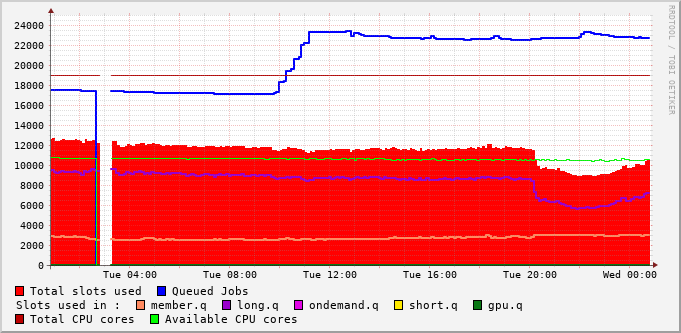 RRDTOOL / TOBI OETIKER
24000
22000
20000
18000
16000
14000
12000
10000
8000
6000
4000
2000
0
Tue 04:00 Tue 08:00 Tue 12:00 Tue 16:00 Tue 20:00 Wed 00:00
Total slots used Queued Jobs
Slots used in : member.q long.q ondemand.q short.q gpu.q
Total CPU cores Available CPU cores